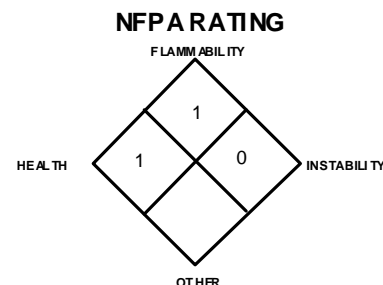 NFPA RATING
FLAMMABILITY
1
HEALTH 1 0 INSTABILITY
OTHER